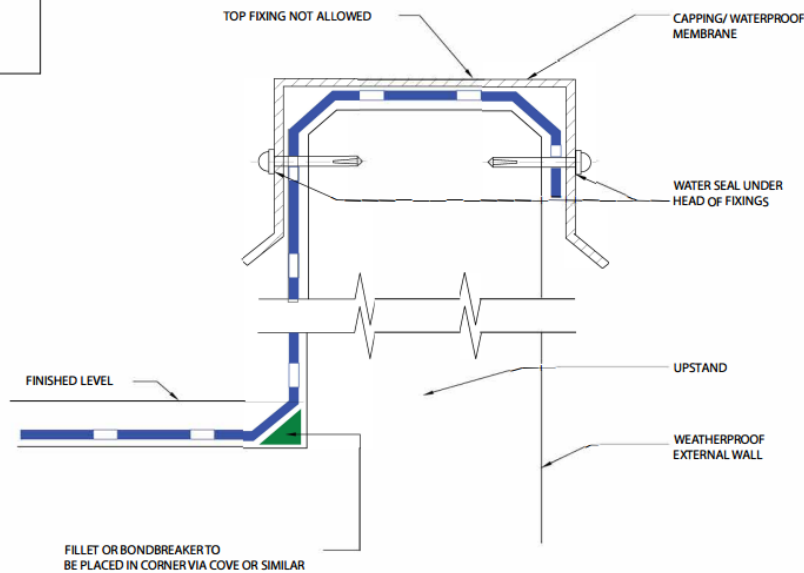 TOP FIXING NOT ALLOWED
CAPPING/ WATERPROOF
MEMBRANE
WATER SEAL UNDER
HEAD OF FIXINGS
FINISHED LEVEL
UPSTAND
WEATHERPROOF
EXTERNAL WALL
FILLET OR BONDBREAKER TO
BE PLACED IN CORNER VIA COVE OR SIMILAR